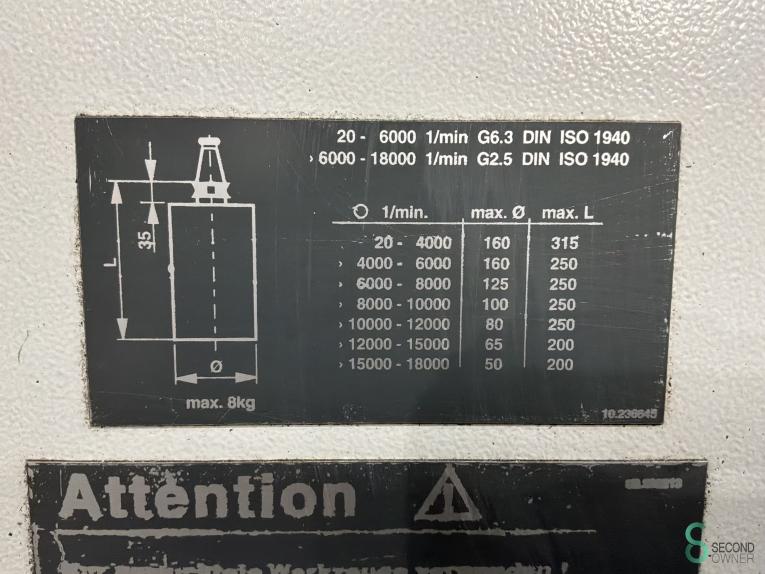 20 - 6000 1/min G6.3 DIN ISO 1940
› 6000 - 18000 1/min G2.5 DIN ISO 1940
1/min. max. Ø max. L
20 - 4000 160 315
› 4000 - 6000 160 250
› 6000 - 8000 125 250
› 8000 - 10000 100 250
› 10000 - 12000 80 250
› 12000 - 15000 65 200
› 15000 - 18000 50 200
35
L
Ø
max. 8kg
10.236645
Attention
SECOND
OWNER